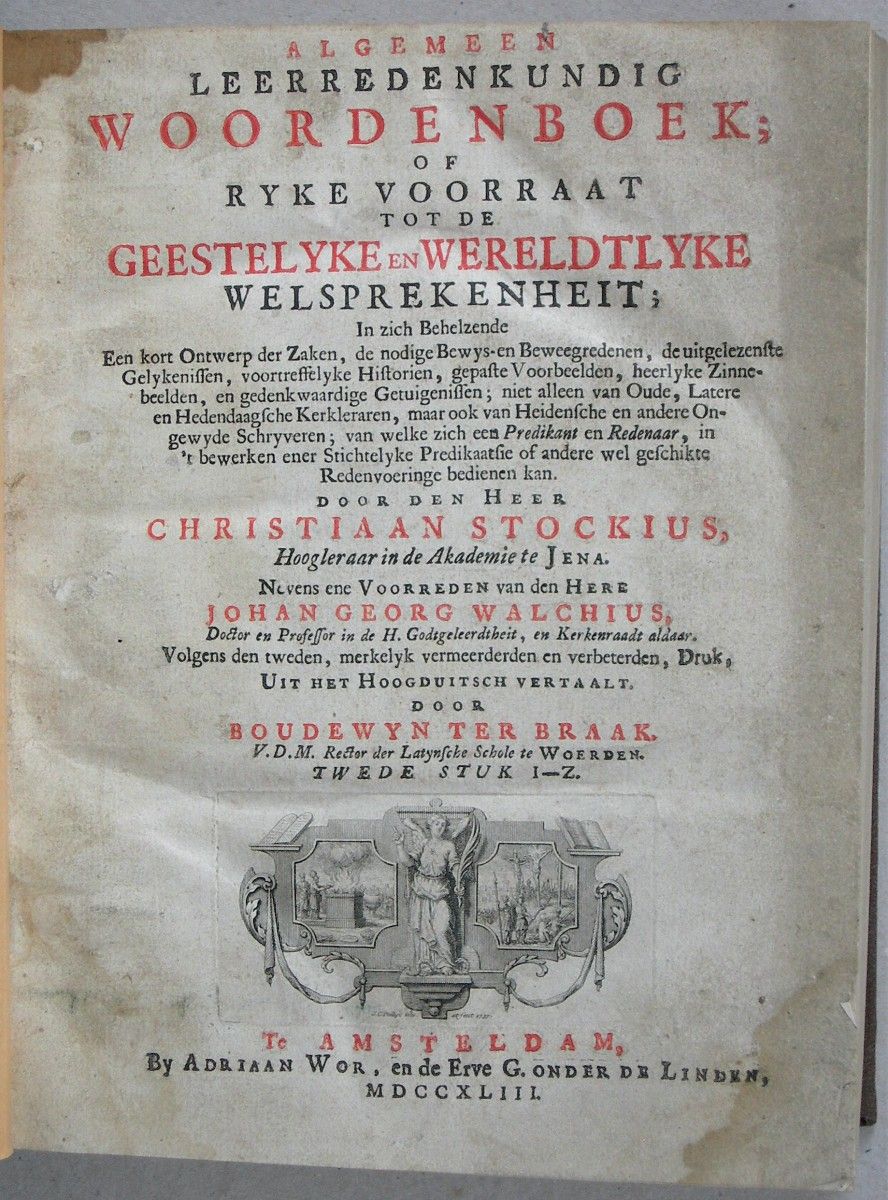 ALGEMEEN
LEERREDENKUNDIG
WOORDENBOEK;
OF
RYKE VOORRAAT
TOT DE
GEESTELYKE EN WERELDTLYKE
WELSPREKENHEIT;
In zich Behelzende
Een kort Ontwerp der Zaken, de nodige Bewys-en Beweegredenen, de uitgelezenſte
Gelykeniſſen, voortreffelyke Hiſtorien, gepaſte Voorbeelden, heerlyke Zinne-
beelden, en gedenkwaardige Getuigeniſſen; niet alleen van Oude, Latere
en Hedendaagſche Kerkleraren, maar ook van Heidenſche en andere On-
gewyde Schryveren; van welke zich een Predikant en Redenaar, in
't bewerken ener Stichtelyke Predikaatſie of andere wel geſchikte
Redenvoeringe bedienen kan.
DOOR DEN HEER
CHRISTIAAN STOCKIUS,
Hoogleraar in de Akademie te JENA.
Nevens ene VOORREDEN van den HERE
JOHAN GEORG WALCHIUS,
Doctor en Profeſſor in de H. Godtgeleerdtheit, en Kerkenraadt aldaar.
Volgens den tweden, merkelyk vermeerderden en verbeterden, Druk,
UIT HET HOOGDUITSCH VERTAALT.
DOOR
BOUDEWYN TER BRAAK.
V. D. M. Rector der Latynſche Schole te WOERDEN.
TWEDE STUK I—Z.
Te AMSTELDAM,
By ADRIAAN WOR, en de Erve G. ONDER DE LINDEN,
MDCCXLIII.